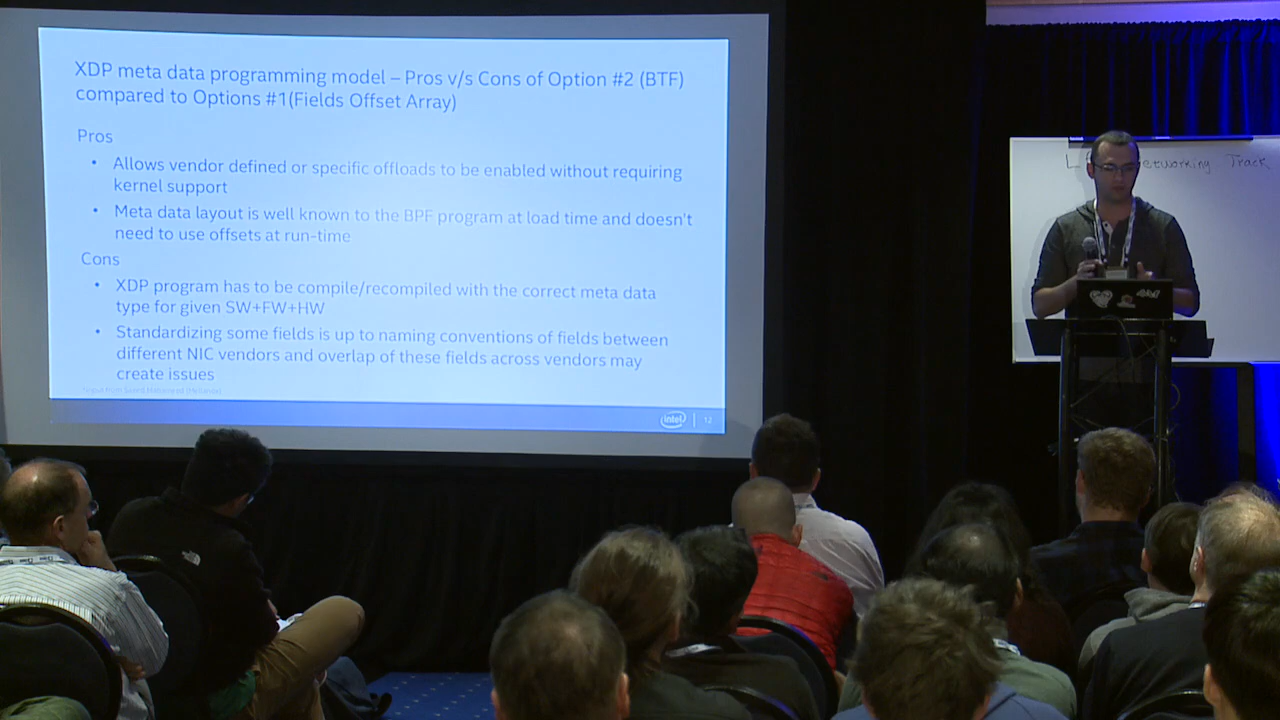 XDP meta data programming model – Pros v/s Cons of Option #2 (BTF)
compared to Options #1(Fields Offset Array)
Pros
• Allows vendor defined or specific offloads to be enabled without requiring
kernel support
• Meta data layout is well known to the BPF program at load time and doesn't
need to use offsets at run-time
Cons
• XDP program has to be compile/recompiled with the correct meta data
type for given SW+FW+HW
• Standardizing some fields is up to naming conventions of fields between
different NIC vendors and overlap of these fields across vendors may
create issues
intel
12
Track